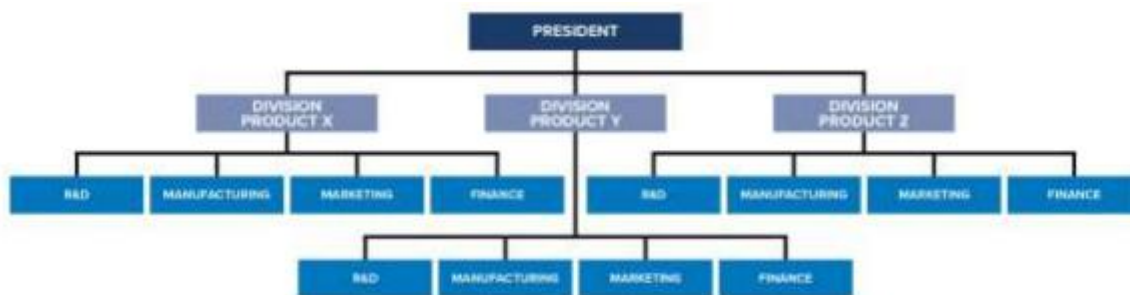 PRESIDENT
DIVISION
PRODUCT X
DIVISION
PRODUCT Y
DIVISION
PRODUCT Z
R&D
MANUFACTURING
MARKETING
FINANCE
R&D
MANUFACTURING
MARKETING
FINANCE
R&D
MANUFACTURING
MARKETING
FINANCE